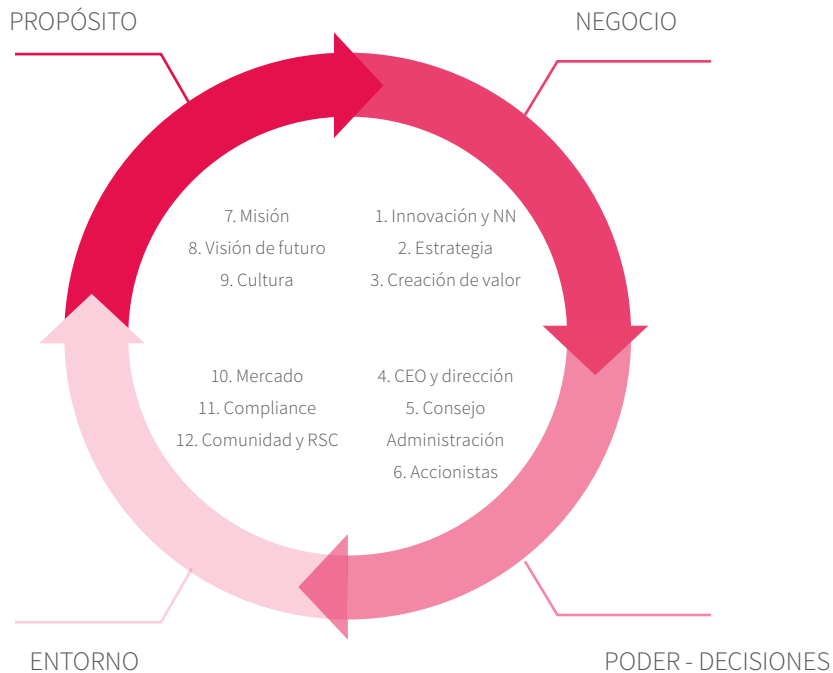 PROPÓSITO
NEGOCIO
7. Misión
8. Visión de futuro
9. Cultura
1. Innovación y NN
2. Estrategia
3. Creación de valor
10. Mercado
11. Compliance
12. Comunidad y RSC
4. CEO y dirección
5. Consejo
Administración
6. Accionistas
ENTORNO
PODER - DECISIONES